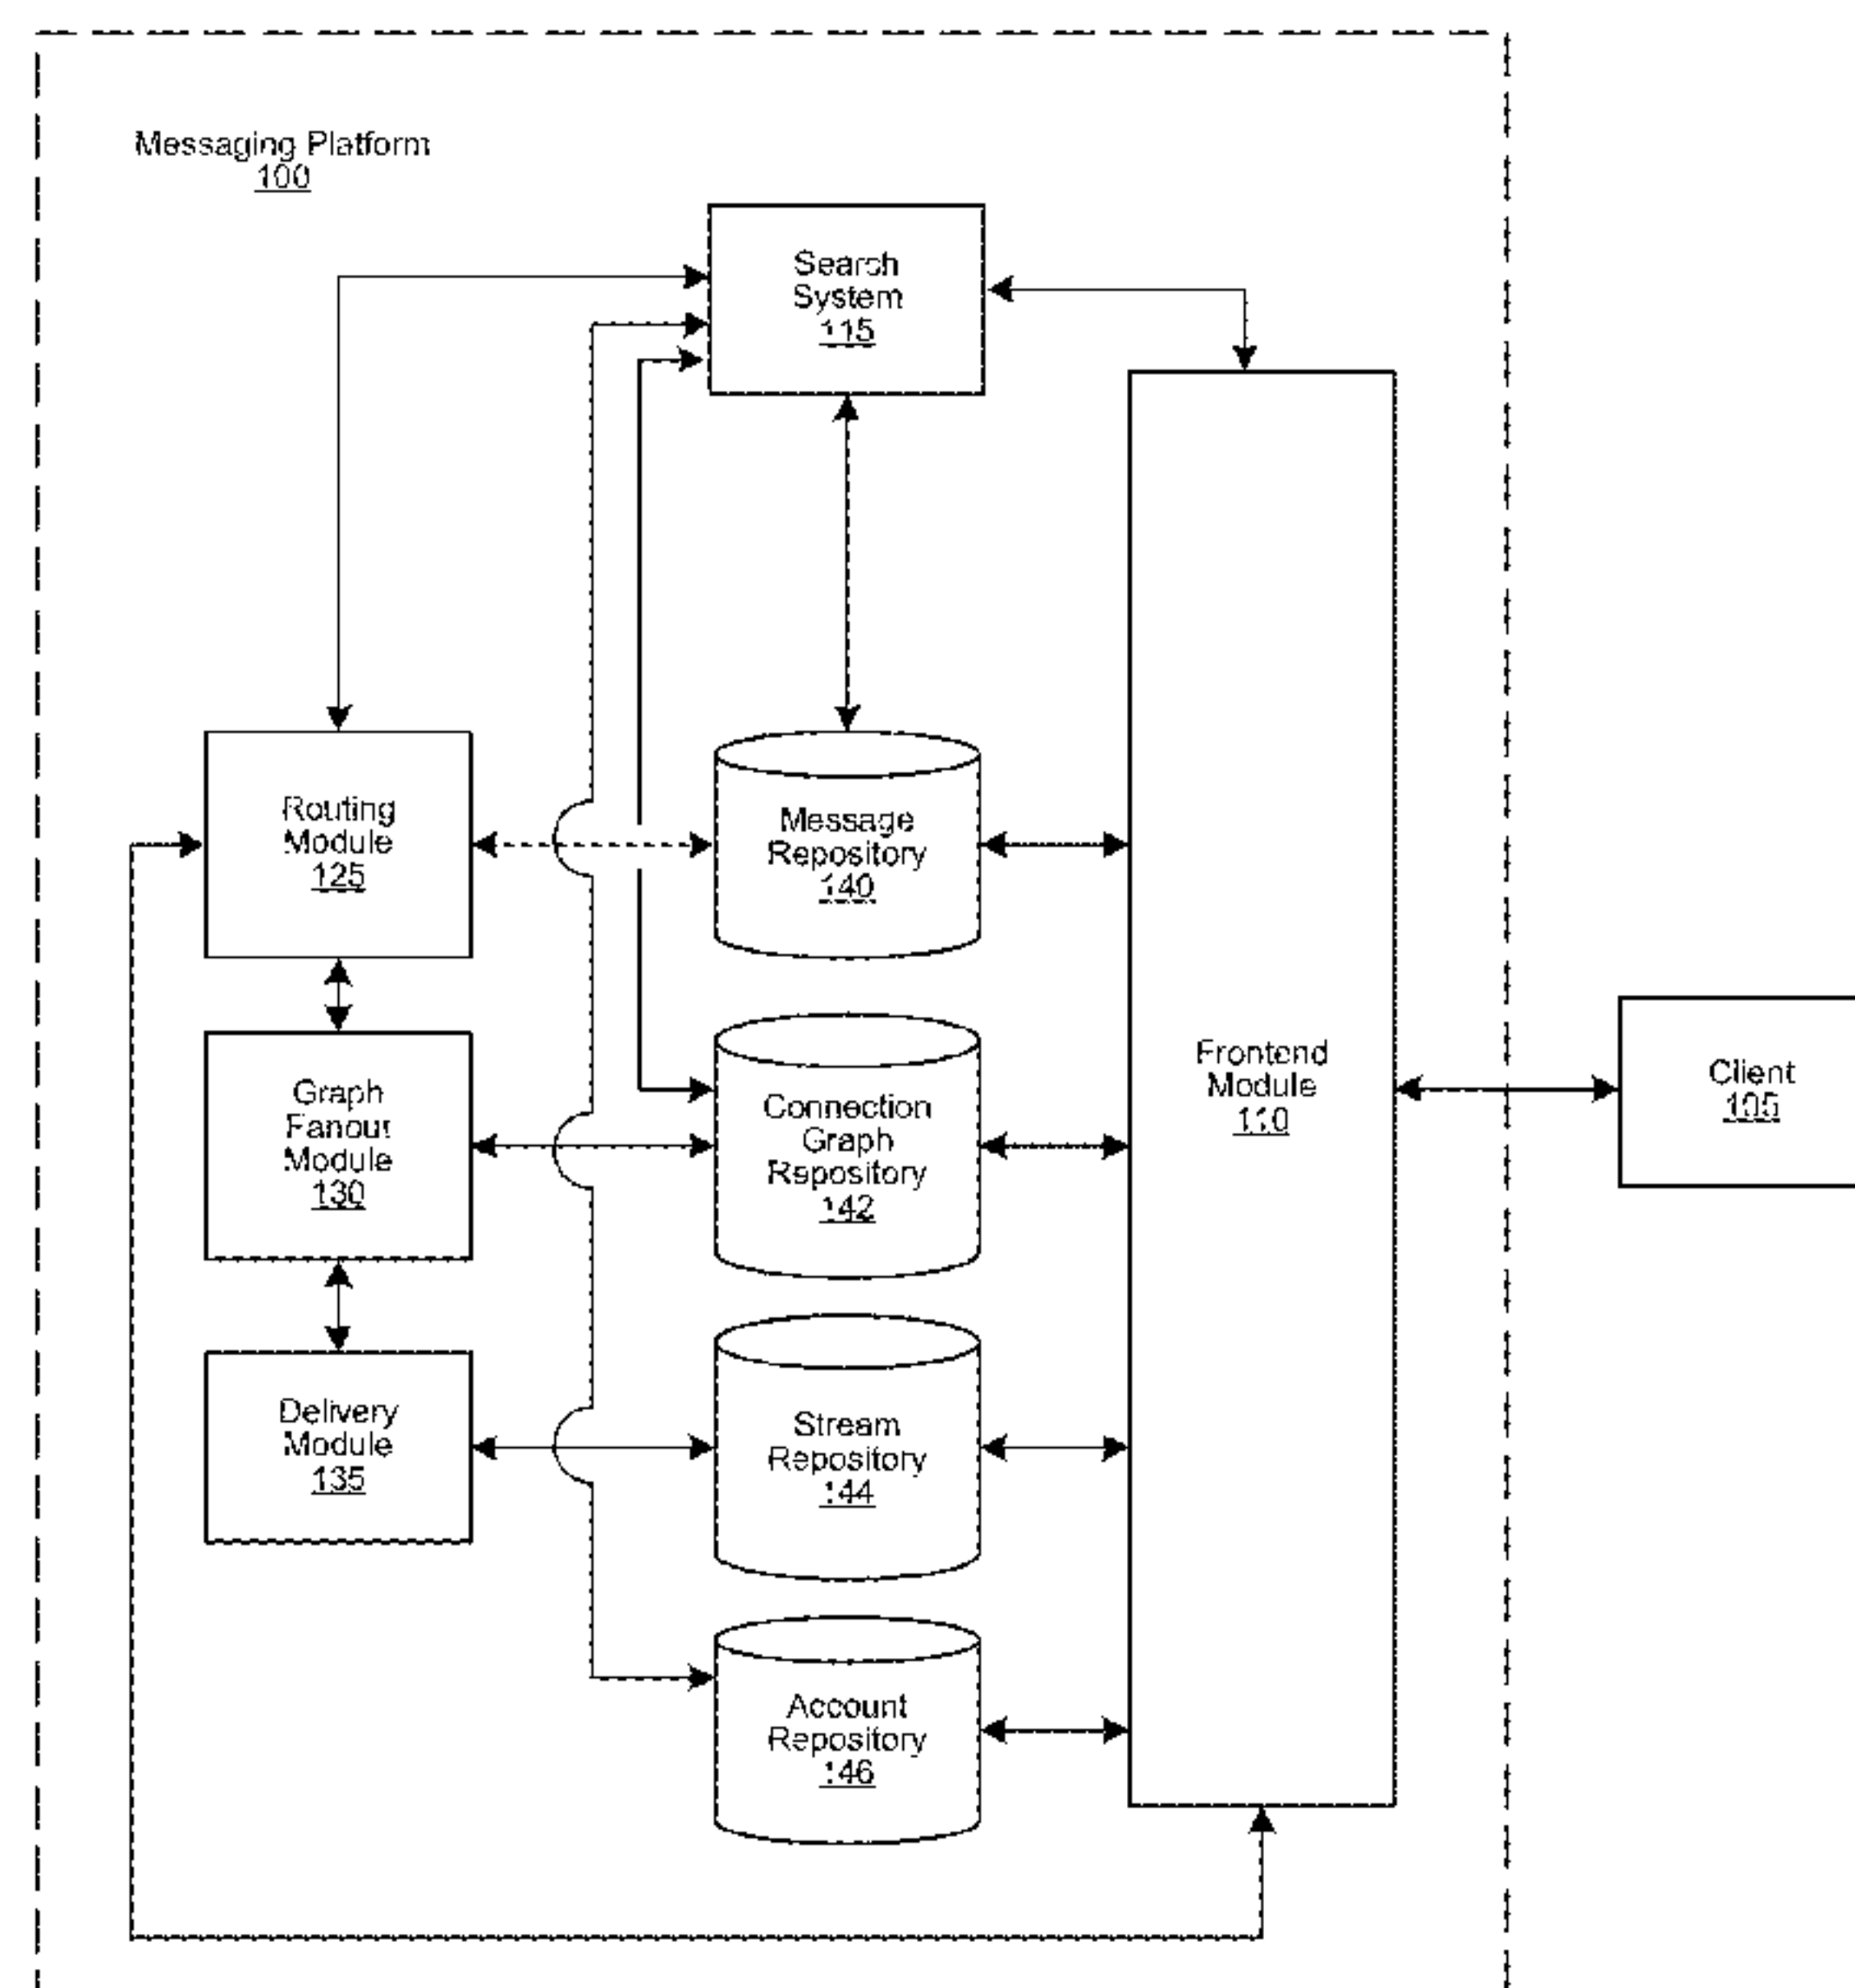 Messaging Platform
100
Search
System
115
Routing
Module
125
Message
Repository
140
Graph
Fanout
Module
130
Connection
Graph
Repository
142
Frontend
Module
110
Client
105
Delivery
Module
135
Stream
Repository
144
Account
Repository
146